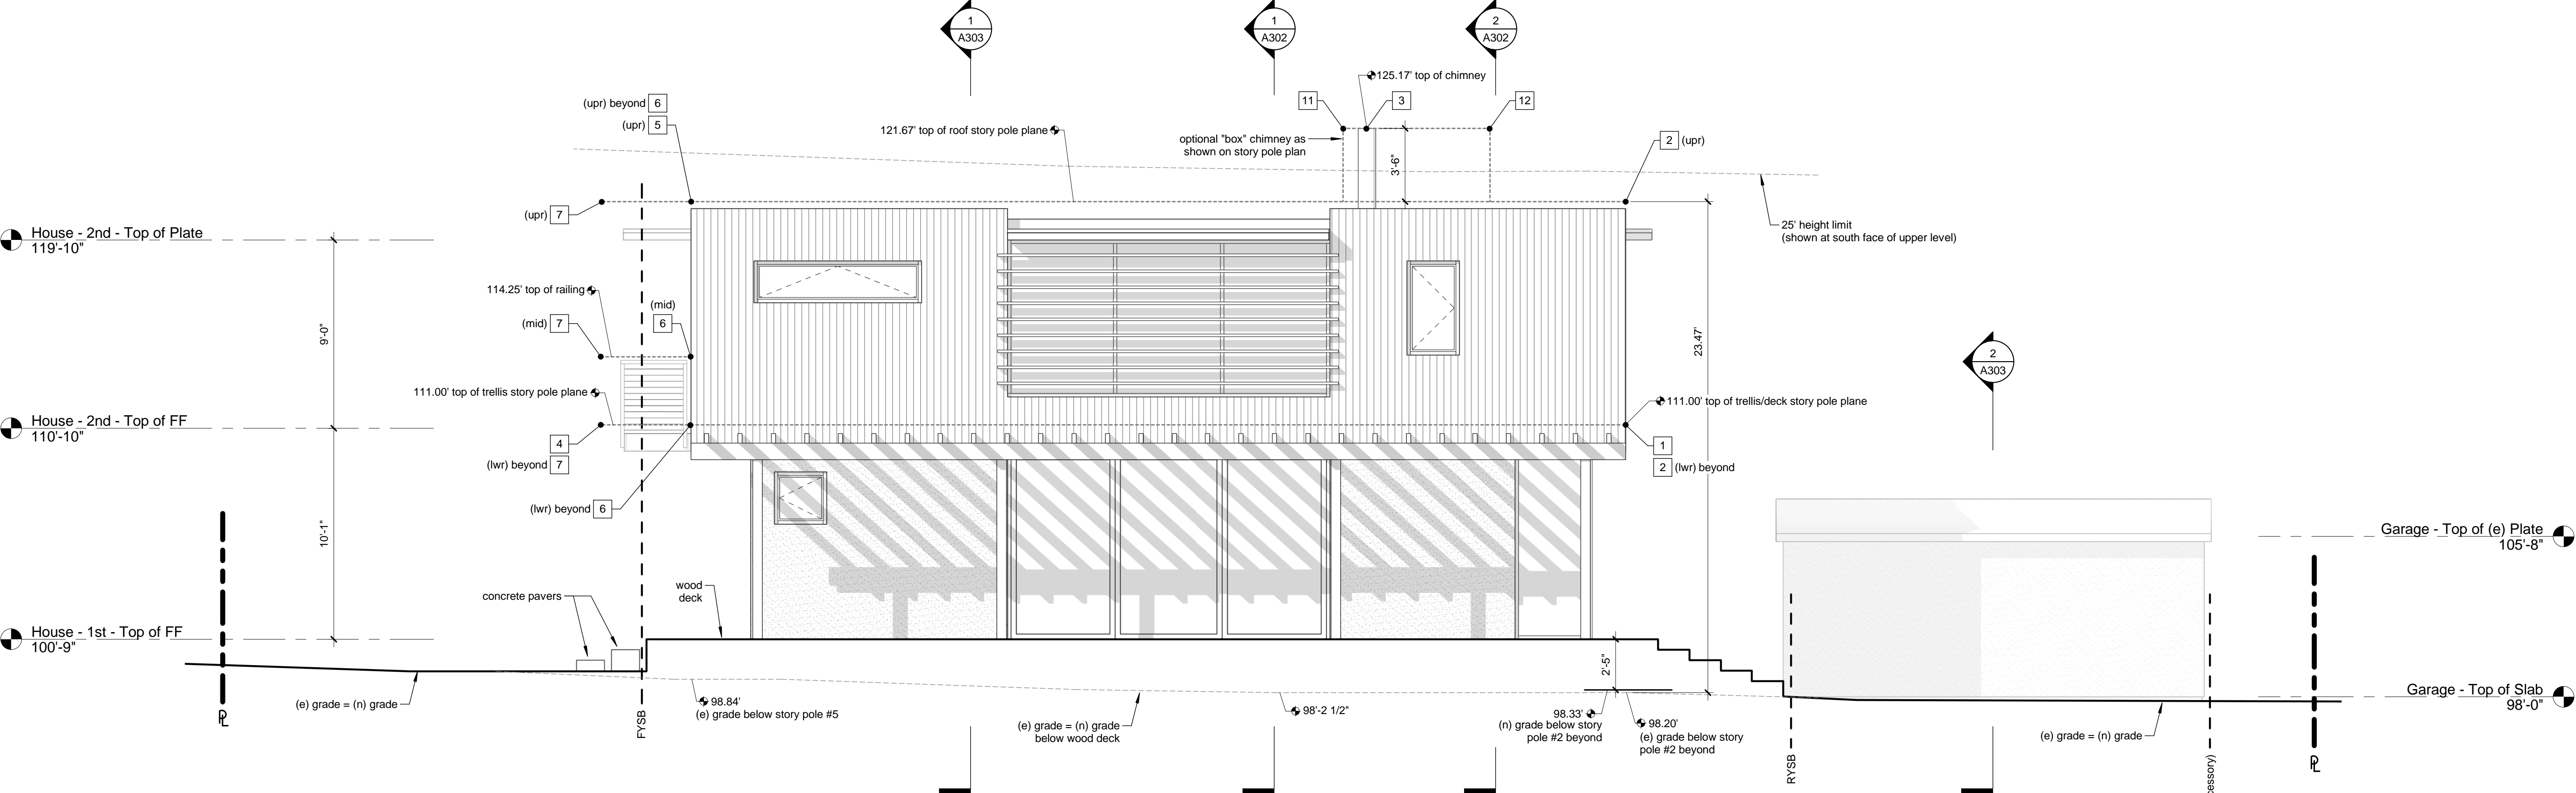 1
A303
1
A302
2
A302
125.17' top of chimney
(upr) beyond 6
(upr) 5
11
3
12
121.67' top of roof story pole plane
optional "box" chimney as
shown on story pole plan
3'-6"
2 (upr)
(upr) 7
25' height limit
(shown at south face of upper level)
House - 2nd - Top of Plate
119'-10"
114.25' top of railing
(mid)
6
(mid) 7
9'-0"
23.47'
2
A303
111.00' top of trellis story pole plane
111.00' top of trellis/deck story pole plane
House - 2nd - Top of FF
110'-10"
4
(lwr) beyond 7
1
2 (lwr) beyond
(lwr) beyond 6
10'-1"
Garage - Top of (e) Plate
105'-8"
wood
deck
concrete pavers
House - 1st - Top of FF
100'-9"
2'-5"
(e) grade = (n) grade
98.84'
(e) grade below story pole #5
98'-2 1/2"
(e) grade = (n) grade
below wood deck
98.33'
(n) grade below story
pole #2 beyond
98.20'
(e) grade below story
pole #2 beyond
(e) grade = (n) grade
Garage - Top of Slab
98'-0"
PL
FYSB
RYSB
essory)
PL